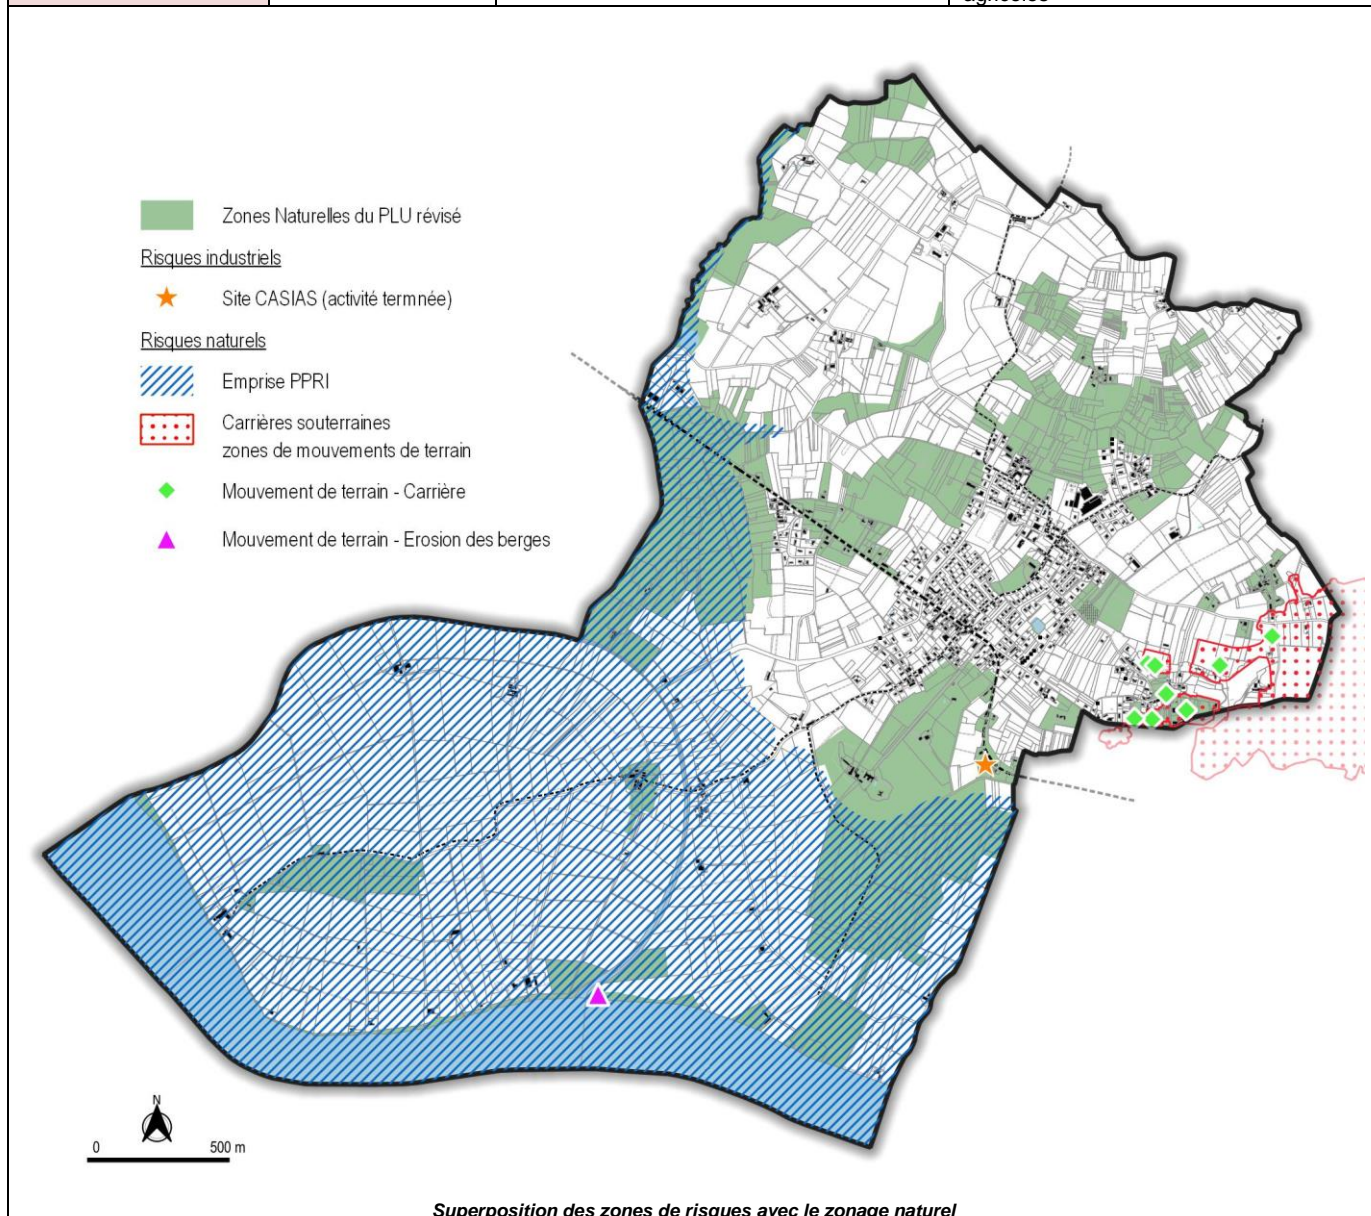 agricoles
Zones Naturelles du PLU révisé
Risques industriels
Site CASIAS (activité termnée)
Risques naturels
Emprise PPRI
Carrières souterraines
zones de mouvements de terrain
Mouvement de terrain - Carrière
Mouvement de terrain - Erosion des berges
N
0 500 m
Superposition des zones de risques avec le zonage naturel